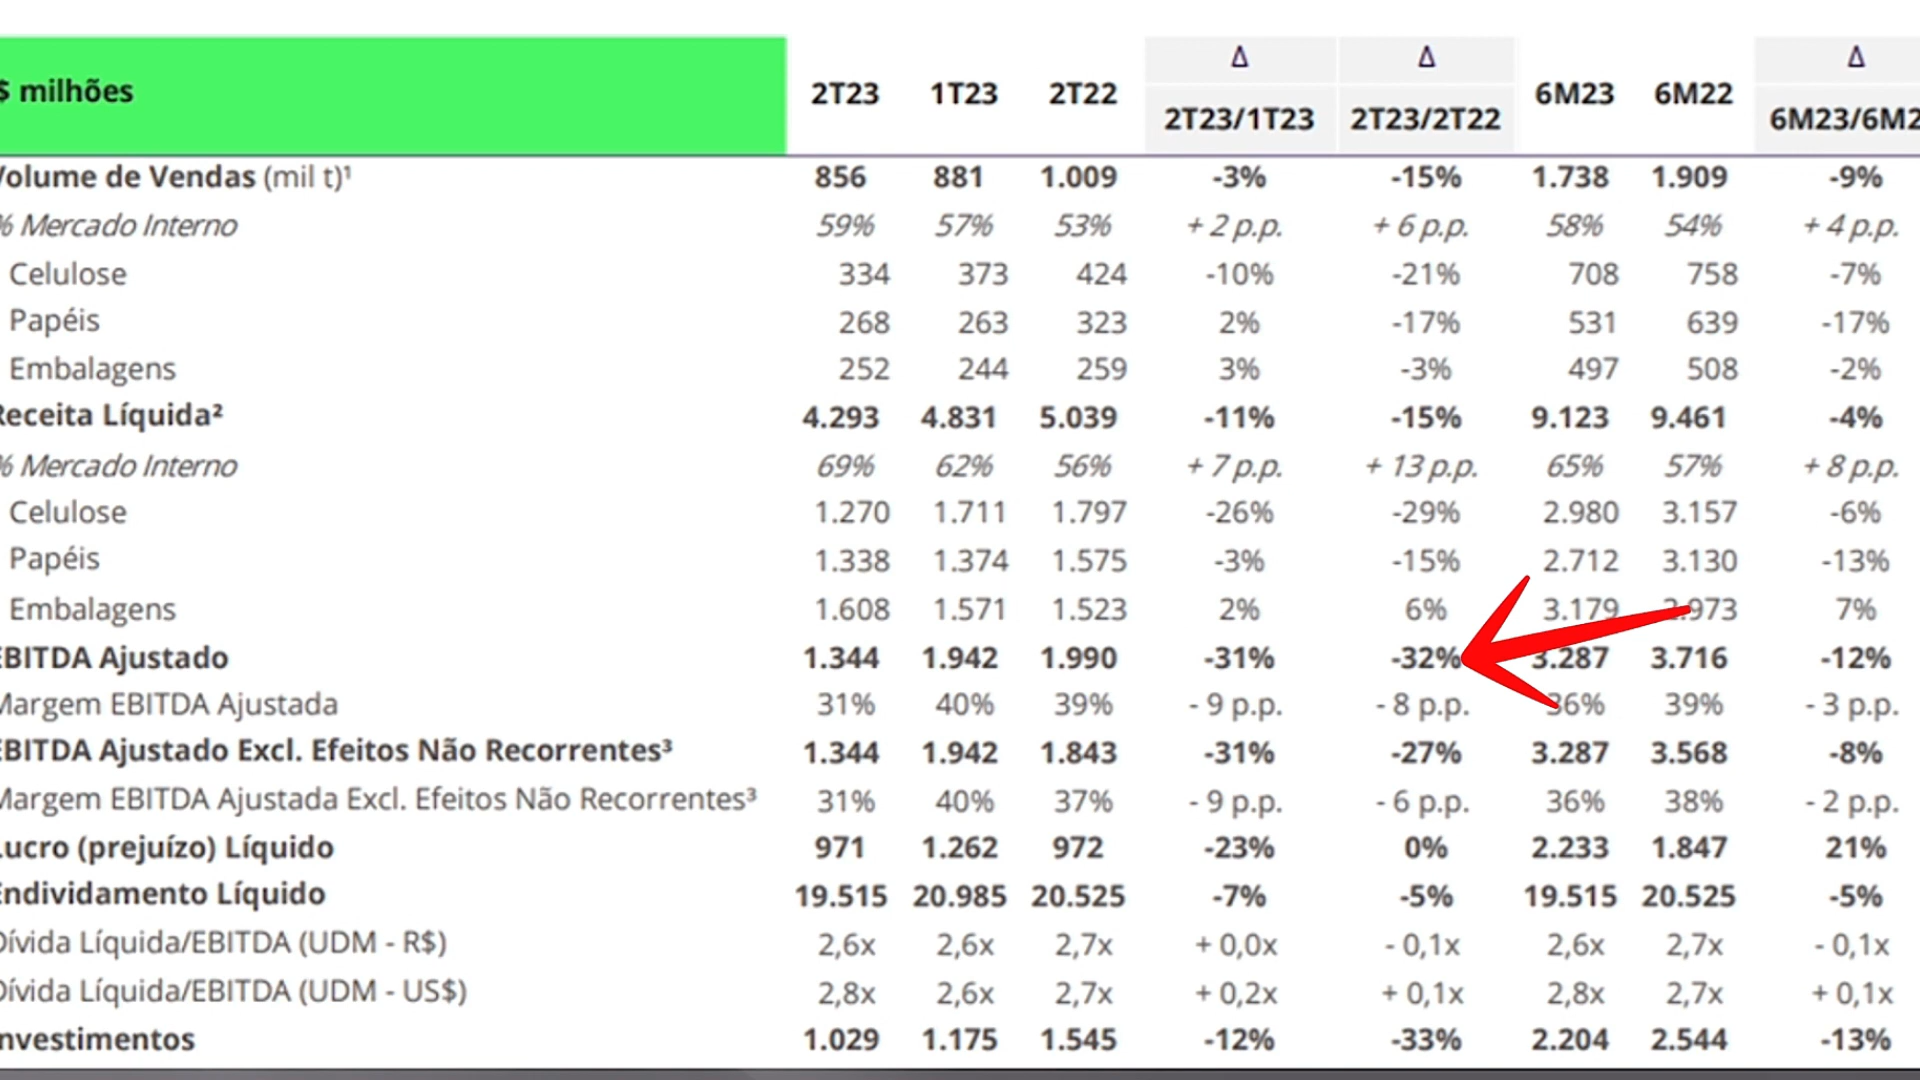 $ milhões 2T23 1T23 2T22 Δ 2T23/1T23 Δ 2T23/2T22 6M23 6M22 Δ 6M23/6M2
Volume de Vendas (mil t)¹ 856 881 1.009 -3% -15% 1.738 1.909 -9%
% Mercado Interno 59% 57% 53% + 2 p.p. + 6 p.p. 58% 54% + 4 p.p.
Celulose 334 373 424 -10% -21% 708 758 -7%
Papéis 268 263 323 2% -17% 531 639 -17%
Embalagens 252 244 259 3% -3% 497 508 -2%
Receita Líquida² 4.293 4.831 5.039 -11% -15% 9.123 9.461 -4%
% Mercado Interno 69% 62% 56% + 7 p.p. + 13 p.p. 65% 57% + 8 p.p.
Celulose 1.270 1.711 1.797 -26% -29% 2.980 3.157 -6%
Papéis 1.338 1.374 1.575 -3% -15% 2.712 3.130 -13%
Embalagens 1.608 1.571 1.523 2% 6% 3.179 2.973 7%
EBITDA Ajustado 1.344 1.942 1.990 -31% -32% 3.287 3.716 -12%
Margem EBITDA Ajustada 31% 40% 39% - 9 p.p. - 8 p.p. 36% 39% - 3 p.p.
EBITDA Ajustado Excl. Efeitos Não Recorrentes³ 1.344 1.942 1.843 -31% -27% 3.287 3.568 -8%
Margem EBITDA Ajustada Excl. Efeitos Não Recorrentes³ 31% 40% 37% - 9 p.p. - 6 p.p. 36% 38% - 2 p.p.
Lucro (prejuízo) Líquido 971 1.262 972 -23% 0% 2.233 1.847 21%
Endividamento Líquido 19.515 20.985 20.525 -7% -5% 19.515 20.525 -5%
Dívida Líquida/EBITDA (UDM - R$) 2,6x 2,6x 2,7x + 0,0x - 0,1x 2,6x 2,7x - 0,1x
Dívida Líquida/EBITDA (UDM - US$) 2,8x 2,6x 2,7x + 0,2x + 0,1x 2,8x 2,7x + 0,1x
Investimentos 1.029 1.175 1.545 -12% -33% 2.204 2.544 -13%